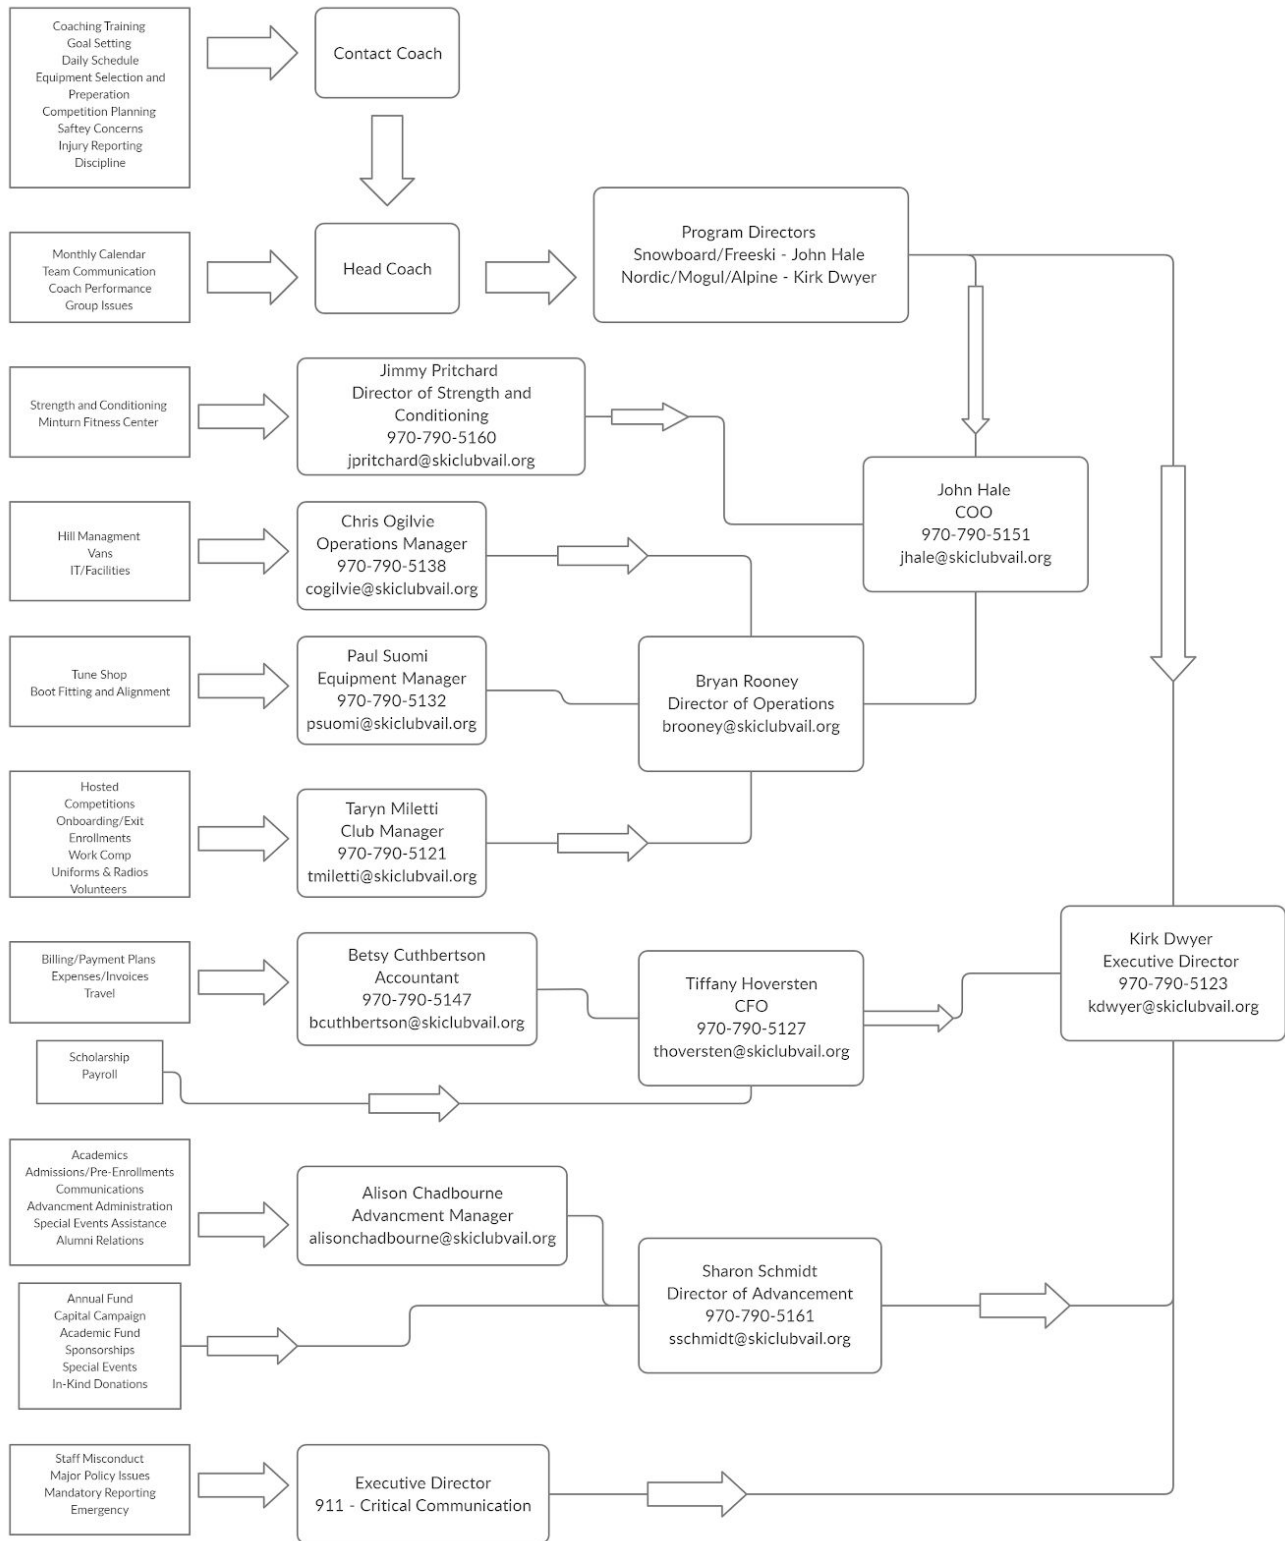 Coaching Training
Goal Setting
Daily Schedule
Equipment Selection and
Preperation
Competition Planning
Saftey Concerns
Injury Reporting
Discipline
Contact Coach
Monthly Calendar
Team Communication
Coach Performance
Group Issues
Head Coach
Program Directors
Snowboard/Freeski - John Hale
Nordic/Mogul/Alpine - Kirk Dwyer
Strength and Conditioning
Minturn Fitness Center
Jimmy Pritchard
Director of Strength and
Conditioning
970-790-5160
jpritchard@skiclubvail.org
John Hale
COO
970-790-5151
jhale@skiclubvail.org
Hill Managment
Vans
IT/Facilities
Chris Ogilvie
Operations Manager
970-790-5138
cogilvie@skiclubvail.org
Tune Shop
Boot Fitting and Alignment
Paul Suomi
Equipment Manager
970-790-5132
psuomi@skiclubvail.org
Bryan Rooney
Director of Operations
brooney@skiclubvail.org
Hosted
Competitions
Onboarding/Exit
Enrollments
Work Comp
Uniforms & Radios
Volunteers
Taryn Miletti
Club Manager
970-790-5121
tmiletti@skiclubvail.org
Billing/Payment Plans
Expenses/Invoices
Travel
Betsy Cuthbertson
Accountant
970-790-5147
bcuthbertson@skiclubvail.org
Tiffany Hoversten
CFO
970-790-5127
thoversten@skiclubvail.org
Kirk Dwyer
Executive Director
970-790-5123
kdwyer@skiclubvail.org
Scholarship
Payroll
Academics
Admissions/Pre-Enrollments
Communications
Advancment Administration
Special Events Assistance
Alumni Relations
Alison Chadbourne
Advancment Manager
alisonchadbourne@skiclubvail.org
Sharon Schmidt
Director of Advancement
970-790-5161
sschmidt@skiclubvail.org
Annual Fund
Capital Campaign
Academic Fund
Sponsorships
Special Events
In-Kind Donations
Staff Misconduct
Major Policy Issues
Mandatory Reporting
Emergency
Executive Director
911 - Critical Communication